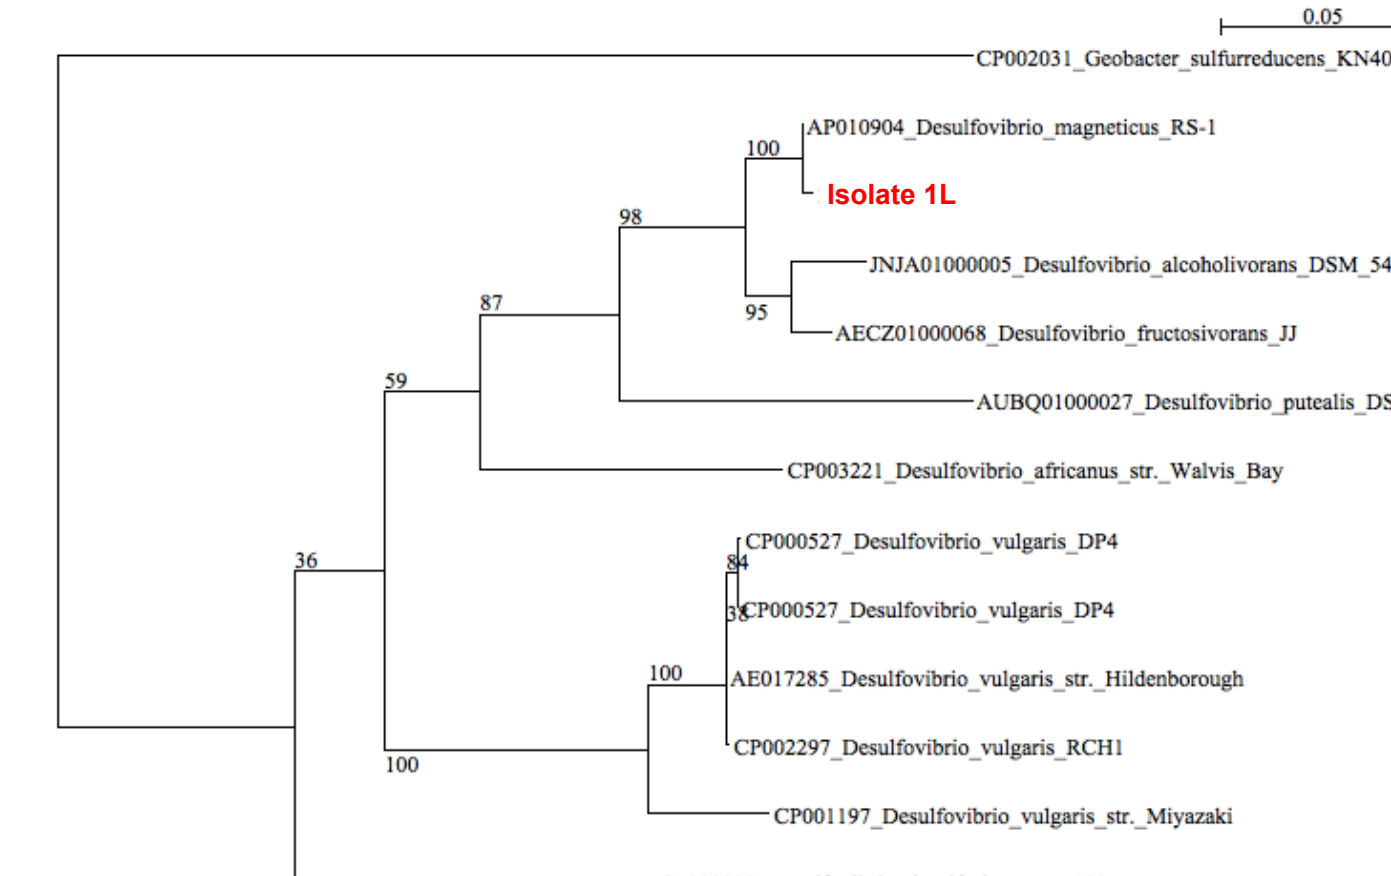 0.05
CP002031_Geobacter_sulfurreducens_KN40
AP010904_Desulfovibrio_magneticus_RS-1
100
Isolate 1L
98
JNJA01000005_Desulfovibrio_alcoholivorans_DSM_54
87
95
AECZ01000068_Desulfovibrio_fructosivorans_JJ
59
AUBQ01000027_Desulfovibrio_putealis_DS
CP003221_Desulfovibrio_africanus_str._Walvis_Bay
CP000527_Desulfovibrio_vulgaris_DP4
84
36
CP000527_Desulfovibrio_vulgaris_DP4
38
100
AE017285_Desulfovibrio_vulgaris_str._Hildenborough
CP002297_Desulfovibrio_vulgaris_RCH1
100
CP001197_Desulfovibrio_vulgaris_str._Miyazaki